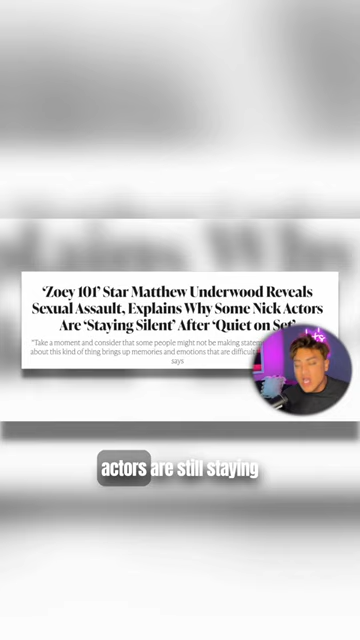 ‘Zoey 101’ Star Matthew Underwood Reveals
Sexual Assault, Explains Why Some Nick Actors
Are ‘Staying Silent’ After ‘Quiet on Set’
"Take a moment and consider that some people might not be making
about this kind of thing brings up memories and emotions that are difficult
says
actors are still staying